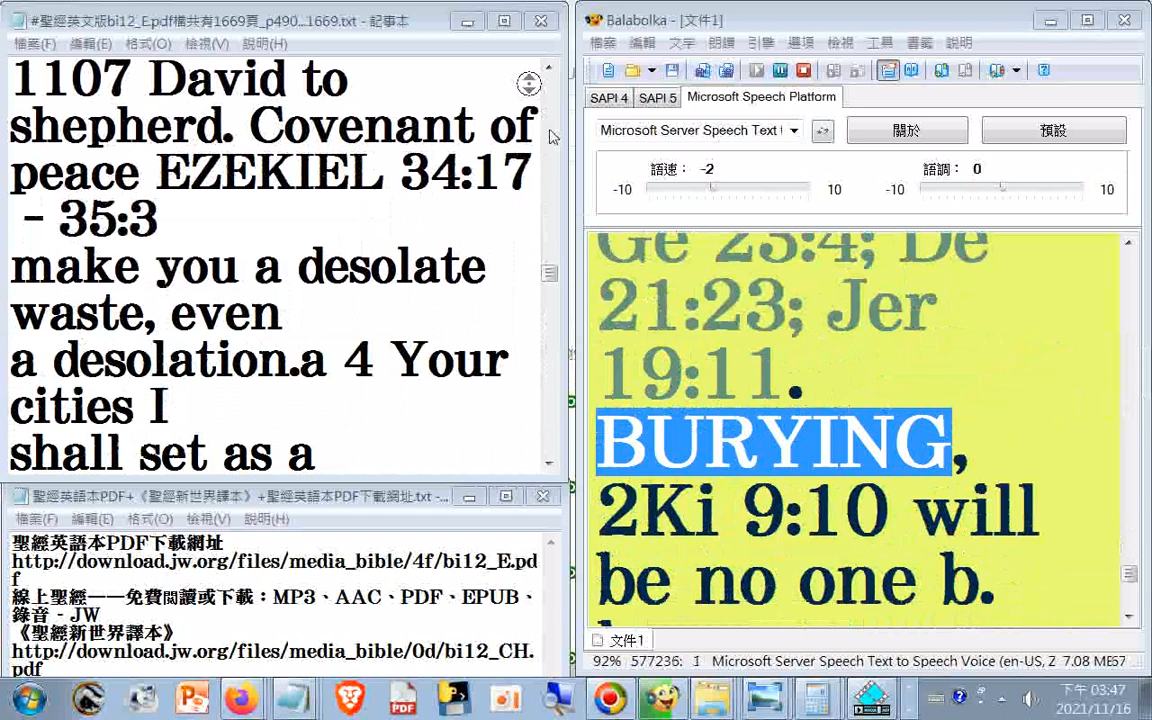 #聖經英文版bi12_E.pdf橫共有1669頁_p490...1669.txt - 記事本
檔案(F) 編輯(E) 格式(O) 檢視(V) 說明(H)
1107 David to
shepherd. Covenant of
peace EZEKIEL 34:17
- 35:3
make you a desolate
waste, even
a desolation.a 4 Your
cities I
shall set as a
聖經英語本PDF+《聖經新世界譯本》+聖經英語本PDF下載網址.txt -...
檔案(F) 編輯(E) 格式(O) 檢視(V) 說明(H)
聖經英語本PDF下載網址
http://download.jw.org/files/media_bible/4f/bi12_E.pd
f
線上聖經──免費閱讀或下載：MP3、AAC、PDF、EPUB、
錄音 - JW
《聖經新世界譯本》
http://download.jw.org/files/media_bible/0d/bi12_CH.
pdf
Balabolka - [文件1]
檔案 編輯 文字 朗讀 引擎 選項 檢視 工具 書籤 說明
SAPI 4 SAPI 5 Microsoft Speech Platform
Microsoft Server Speech Text 關於 預設
語速： -2 語調： 0
-10 10 -10 10
Ge 23:4; De
21:23; Jer
19:11.
BURYING,
2Ki 9:10 will
be no one b.
文件1
92% 577236: 1 Microsoft Server Speech Text to Speech Voice (en-US, Z 7.08 ME
PDF
下午 03:47
2021/11/16